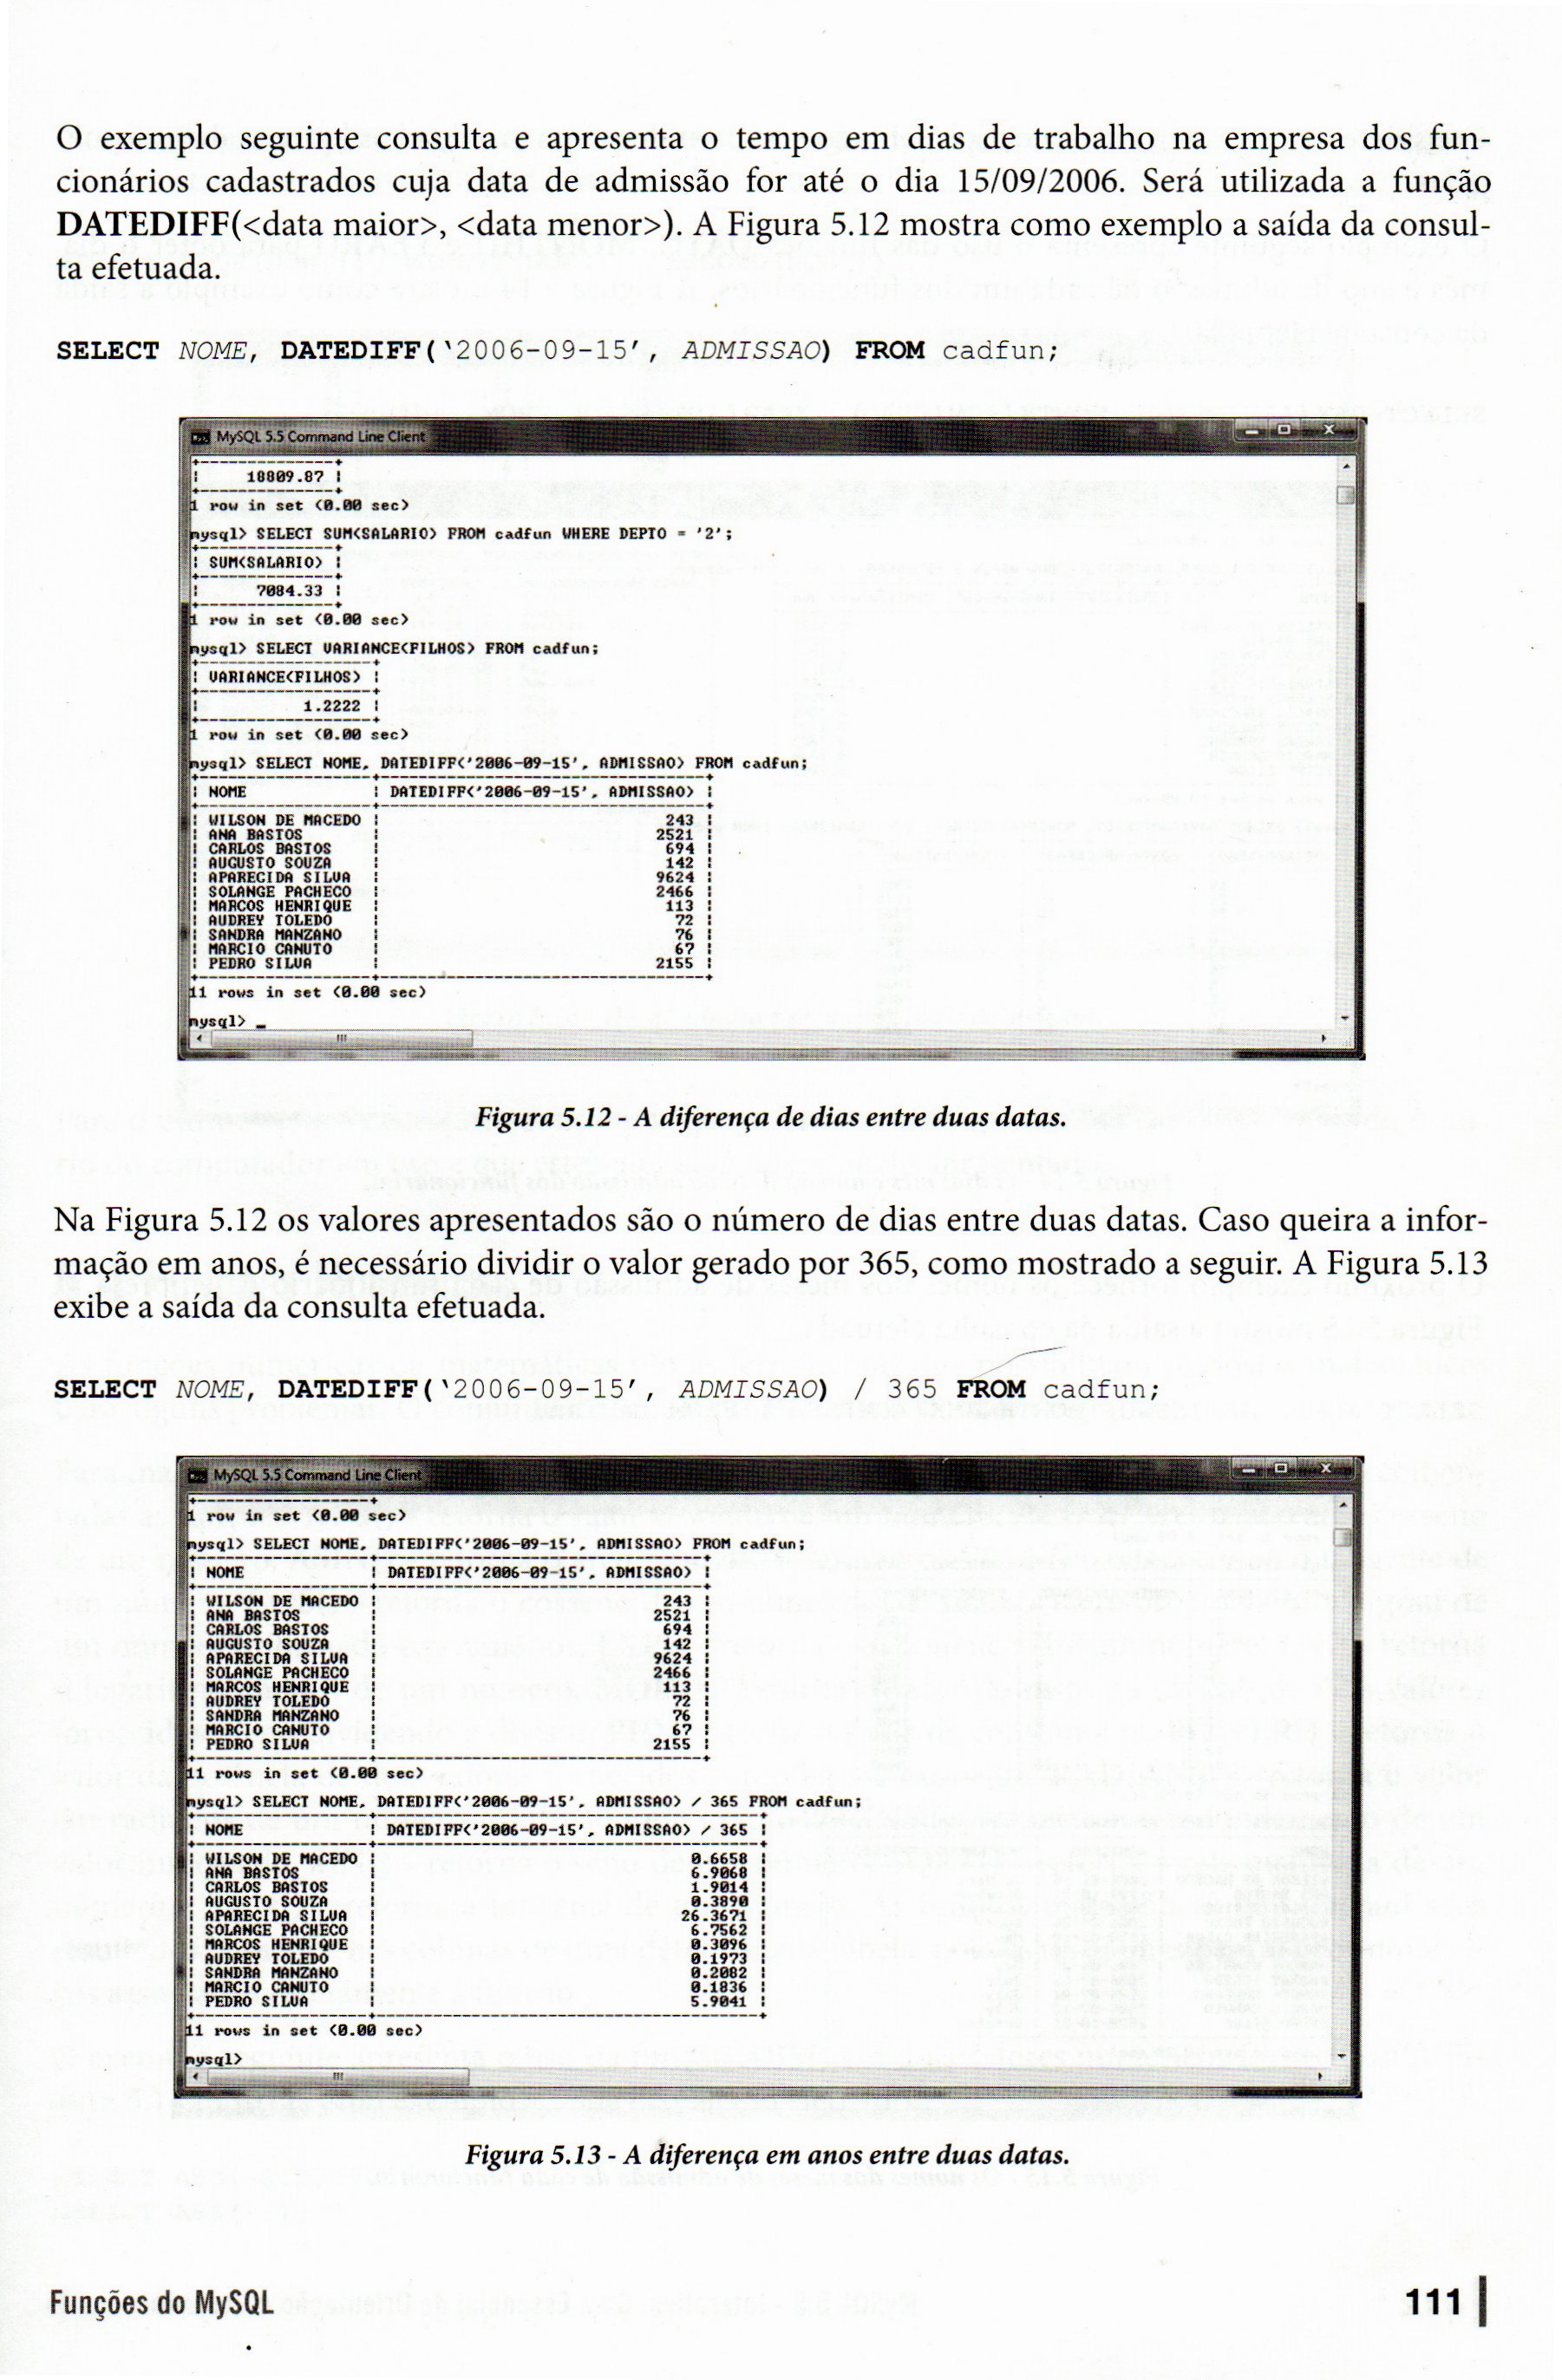 O exemplo seguinte consulta e apresenta o tempo em dias de trabalho na empresa dos fun-
cionários cadastrados cuja data de admissão for até o dia 15/09/2006. Será utilizada a função
DATEDIFF(<data maior>, <data menor>). A Figura 5.12 mostra como exemplo a saída da consul-
ta efetuada.
SELECT NOME, DATEDIFF(‘2006-09-15’, ADMISSAO) FROM cadfun;
MySQL 5.5 Command Line Client
18809.87
1 row in set (0.00 sec)
mysql> SELECT SUM(SALARIO) FROM cadfun WHERE DEPTO = '2';
SUM(SALARIO)
7084.33
1 row in set (0.00 sec)
mysql> SELECT VARIANCE(FILHOS) FROM cadfun;
VARIANCE(FILHOS)
1.2222
1 row in set (0.00 sec)
mysql> SELECT NOME, DATEDIFF('2006-09-15', ADMISSAO) FROM cadfun;
NOME | DATEDIFF('2006-09-15', ADMISSAO)
WILSON DE MACEDO | 243
ANA BASTOS | 2521
CARLOS BASTOS | 694
AUGUSTO SOUZA | 142
APARECIDA SILVA | 9624
SOLANGE PACHECO | 2466
MARCOS HENRIQUE | 113
AUDREY TOLEDO | 72
SANDRA MANZANO | 76
MARCIO CANUTO | 67
PEDRO SILVA | 2155
11 rows in set (0.00 sec)
mysql> _
Figura 5.12 - A diferença de dias entre duas datas.
Na Figura 5.12 os valores apresentados são o número de dias entre duas datas. Caso queira a infor-
mação em anos, é necessário dividir o valor gerado por 365, como mostrado a seguir. A Figura 5.13
exibe a saída da consulta efetuada.
SELECT NOME, DATEDIFF(‘2006-09-15’, ADMISSAO) / 365 FROM cadfun;
MySQL 5.5 Command Line Client
1 row in set (0.00 sec)
mysql> SELECT NOME, DATEDIFF('2006-09-15', ADMISSAO) FROM cadfun;
NOME | DATEDIFF('2006-09-15', ADMISSAO)
WILSON DE MACEDO | 243
ANA BASTOS | 2521
CARLOS BASTOS | 694
AUGUSTO SOUZA | 142
APARECIDA SILVA | 9624
SOLANGE PACHECO | 2466
MARCOS HENRIQUE | 113
AUDREY TOLEDO | 72
SANDRA MANZANO | 76
MARCIO CANUTO | 67
PEDRO SILVA | 2155
11 rows in set (0.00 sec)
mysql> SELECT NOME, DATEDIFF('2006-09-15', ADMISSAO) / 365 FROM cadfun;
NOME | DATEDIFF('2006-09-15', ADMISSAO) / 365
WILSON DE MACEDO | 0.6658
ANA BASTOS | 6.9068
CARLOS BASTOS | 1.9014
AUGUSTO SOUZA | 0.3890
APARECIDA SILVA | 26.3671
SOLANGE PACHECO | 6.7562
MARCOS HENRIQUE | 0.3096
AUDREY TOLEDO | 0.1973
SANDRA MANZANO | 0.2082
MARCIO CANUTO | 0.1836
PEDRO SILVA | 5.9041
11 rows in set (0.00 sec)
mysql>
Figura 5.13 - A diferença em anos entre duas datas.
Funções do MySQL
111